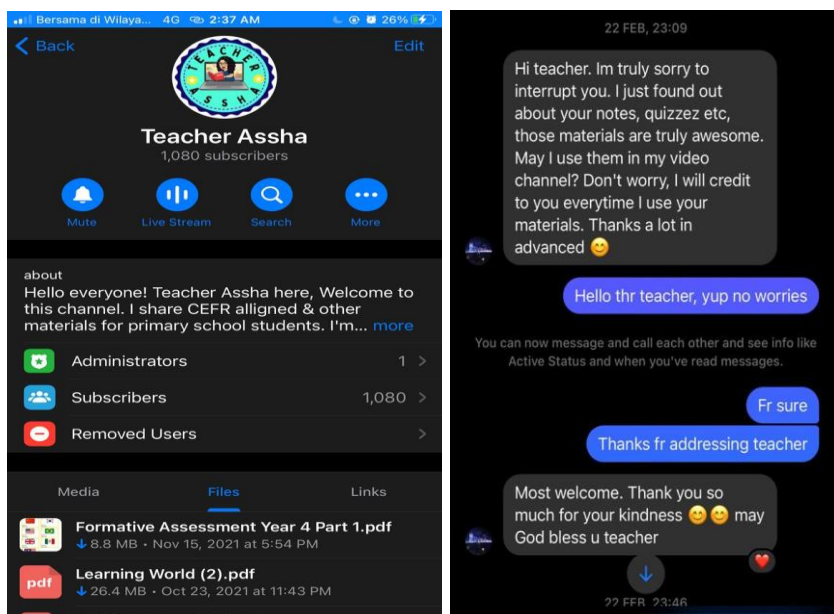 Bersama di Wilaya... 4G 2:37 AM 26%
Back
Edit
TEACHER
ASSHA
Teacher Assha
1,080 subscribers
Mute
Live Stream
Search
More
about
Hello everyone! Teacher Assha here, Welcome to
this channel. I share CEFR alligned & other
materials for primary school students. I'm... more
Administrators 1
Subscribers 1,080
Removed Users
Media
Files
Links
Formative Assessment Year 4 Part 1.pdf
8.8 MB • Nov 15, 2021 at 5:54 PM
pdf
Learning World (2).pdf
26.4 MB • Oct 23, 2021 at 11:43 PM
22 FEB, 23:09
Hi teacher. Im truly sorry to
interrupt you. I just found out
about your notes, quizzez etc,
those materials are truly awesome.
May I use them in my video
channel? Don't worry, I will credit
to you everytime I use your
materials. Thanks a lot in
advanced 😊
Hello thr teacher, yup no worries
You can now message and call each other and see info like
Active Status and when you've read messages.
Fr sure
Thanks fr addressing teacher
Most welcome. Thank you so
much for your kindness 😊😊 may
God bless u teacher
22 FEB, 23:46